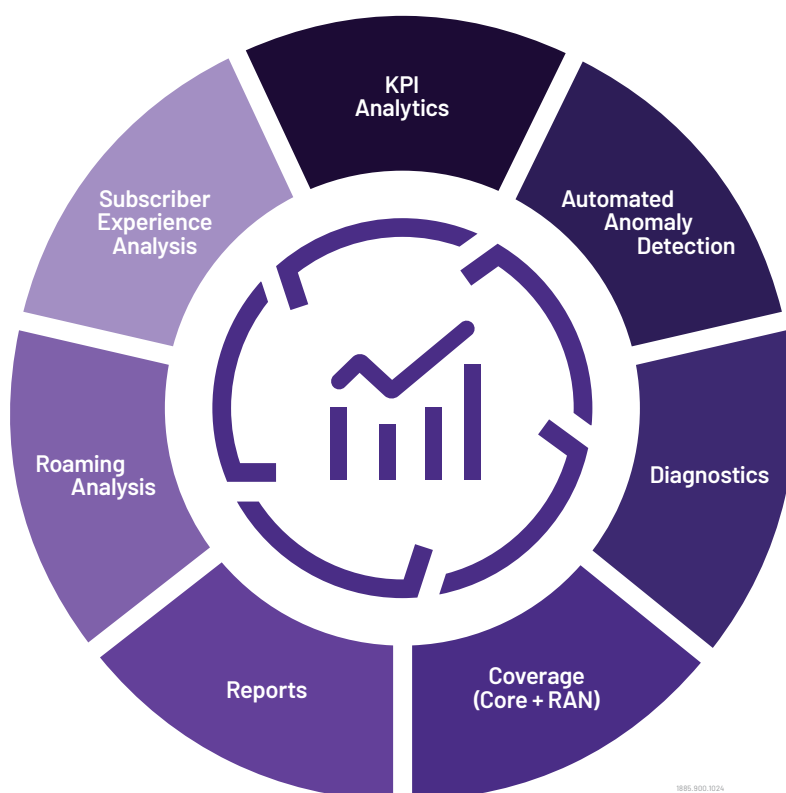 KPI
Analytics
Automated
Anomaly
Detection
Diagnostics
Coverage
(Core + RAN)
Reports
Roaming
Analysis
Subscriber
Experience
Analysis
1885.900.1024